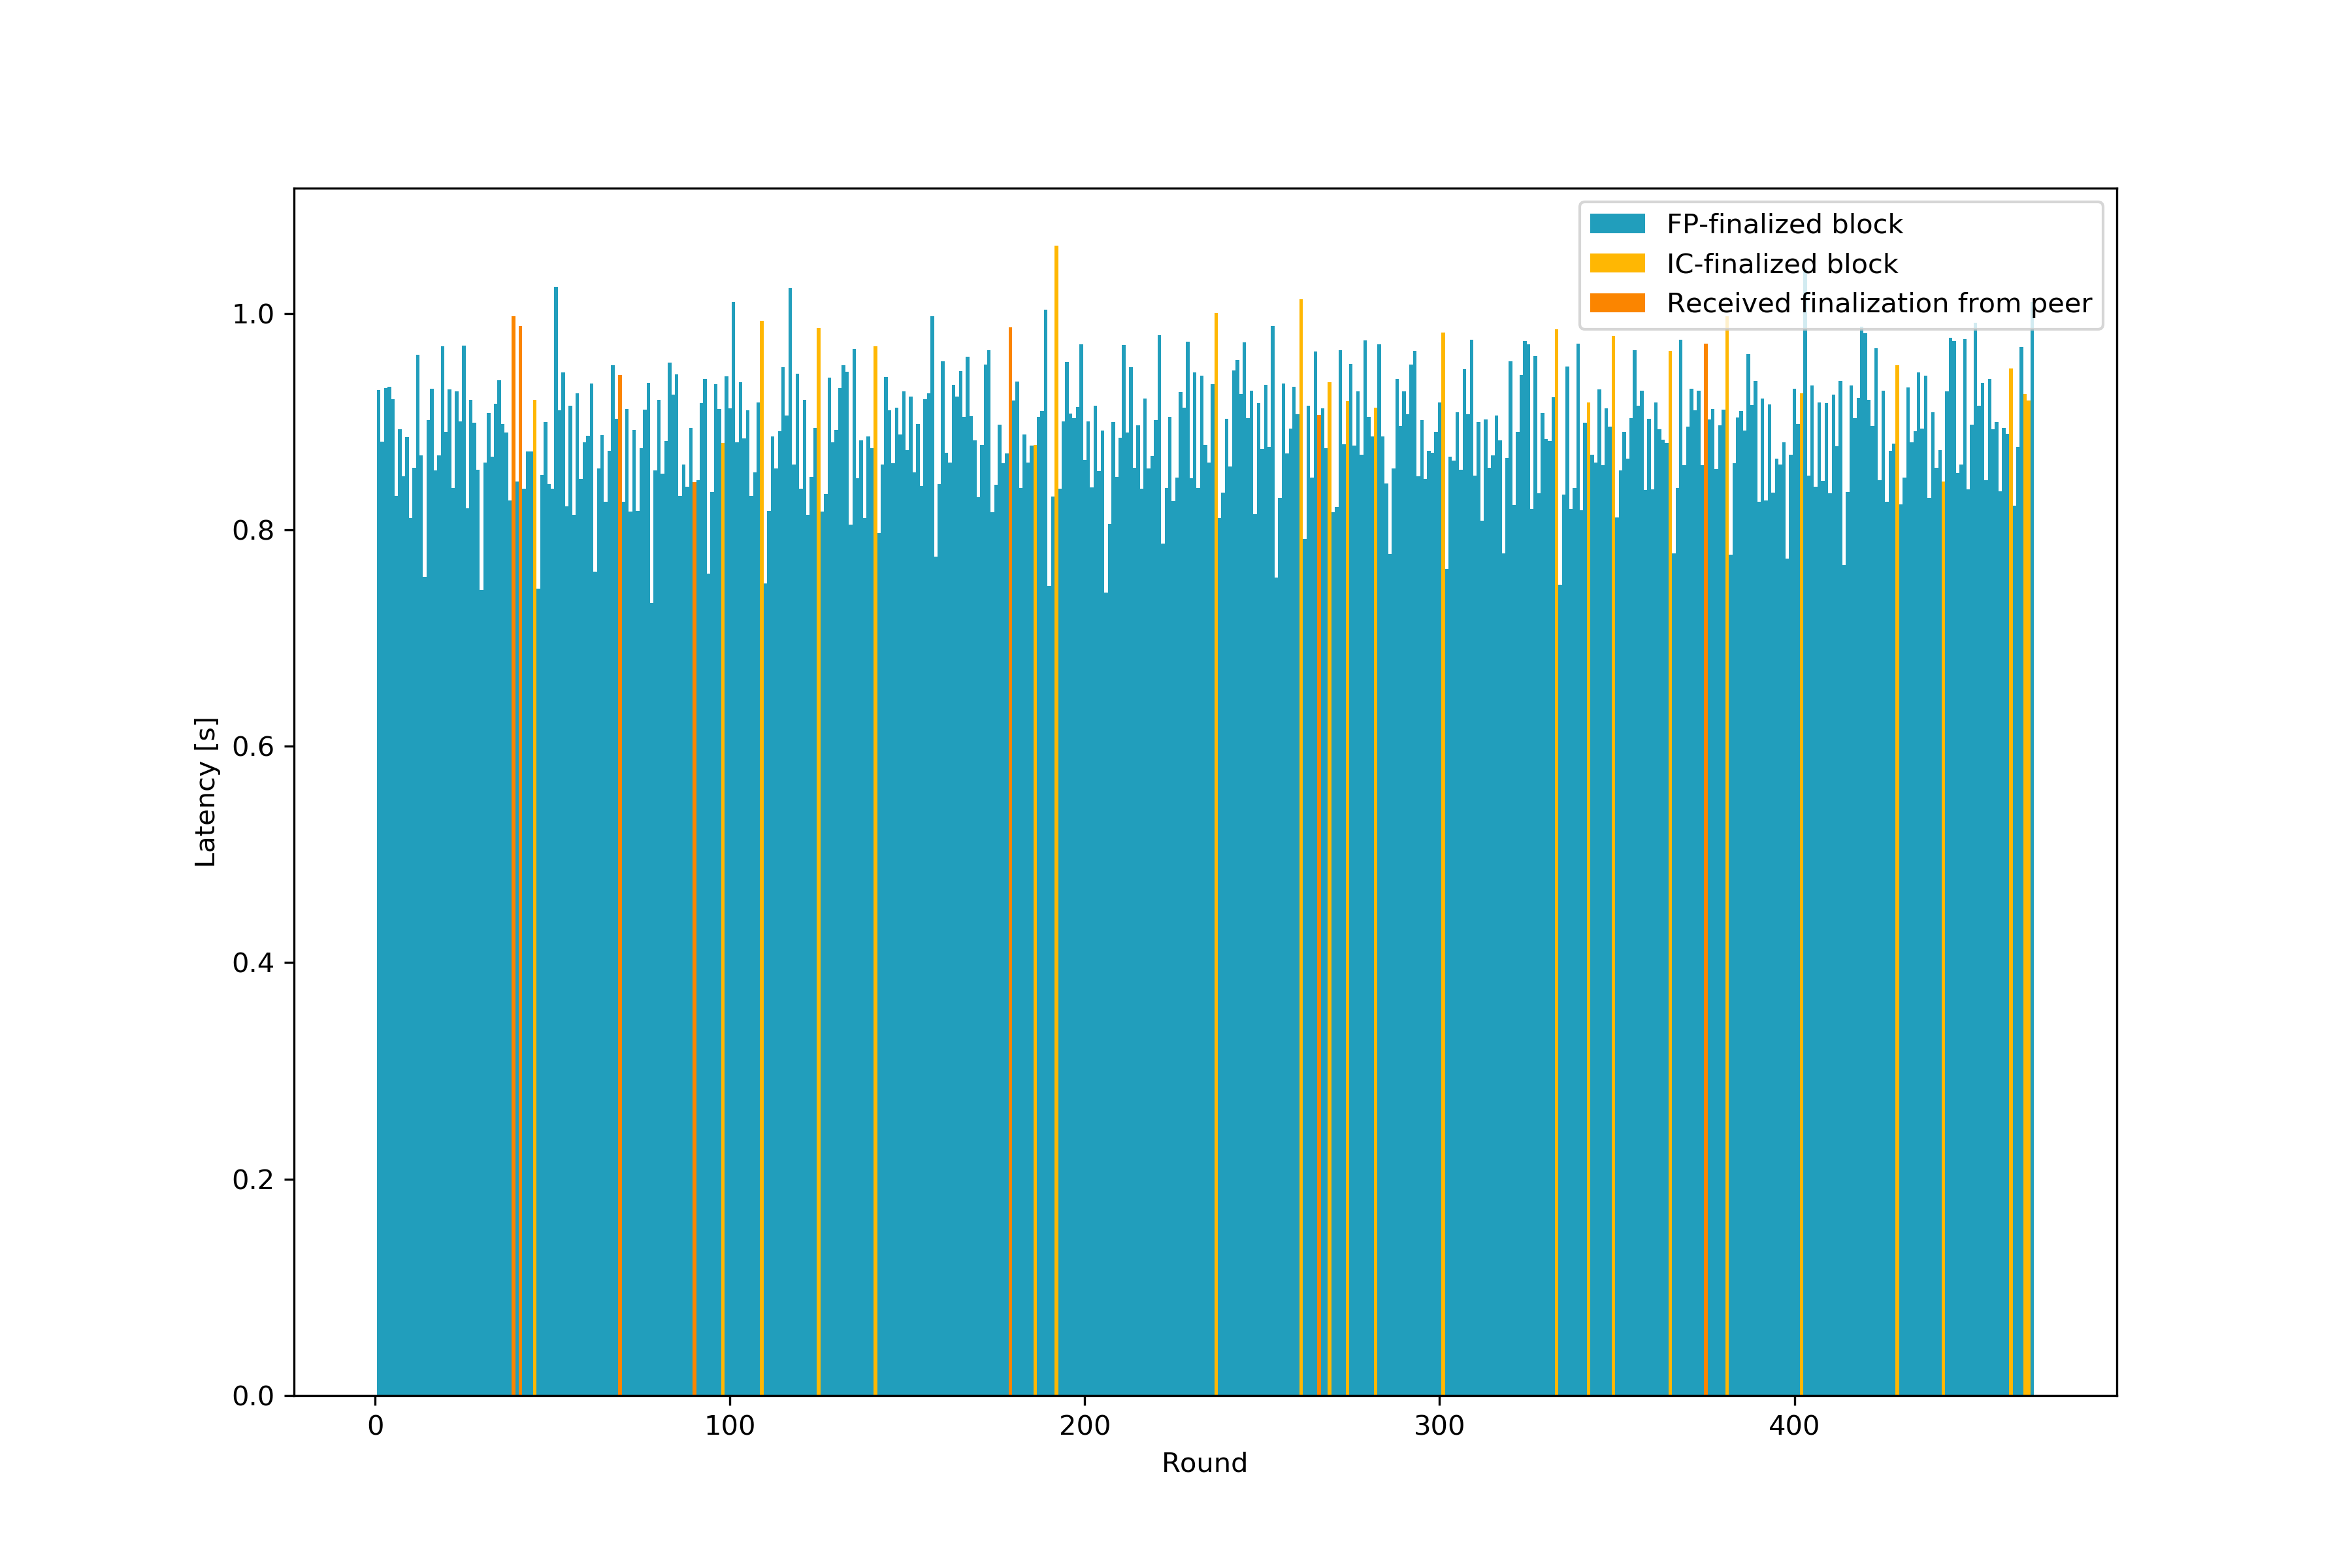 FP-finalized block
IC-finalized block
Received finalization from peer
1.0
0.8
0.6
0.4
0.2
0.0
Latency [s]
0 100 200 300 400
Round